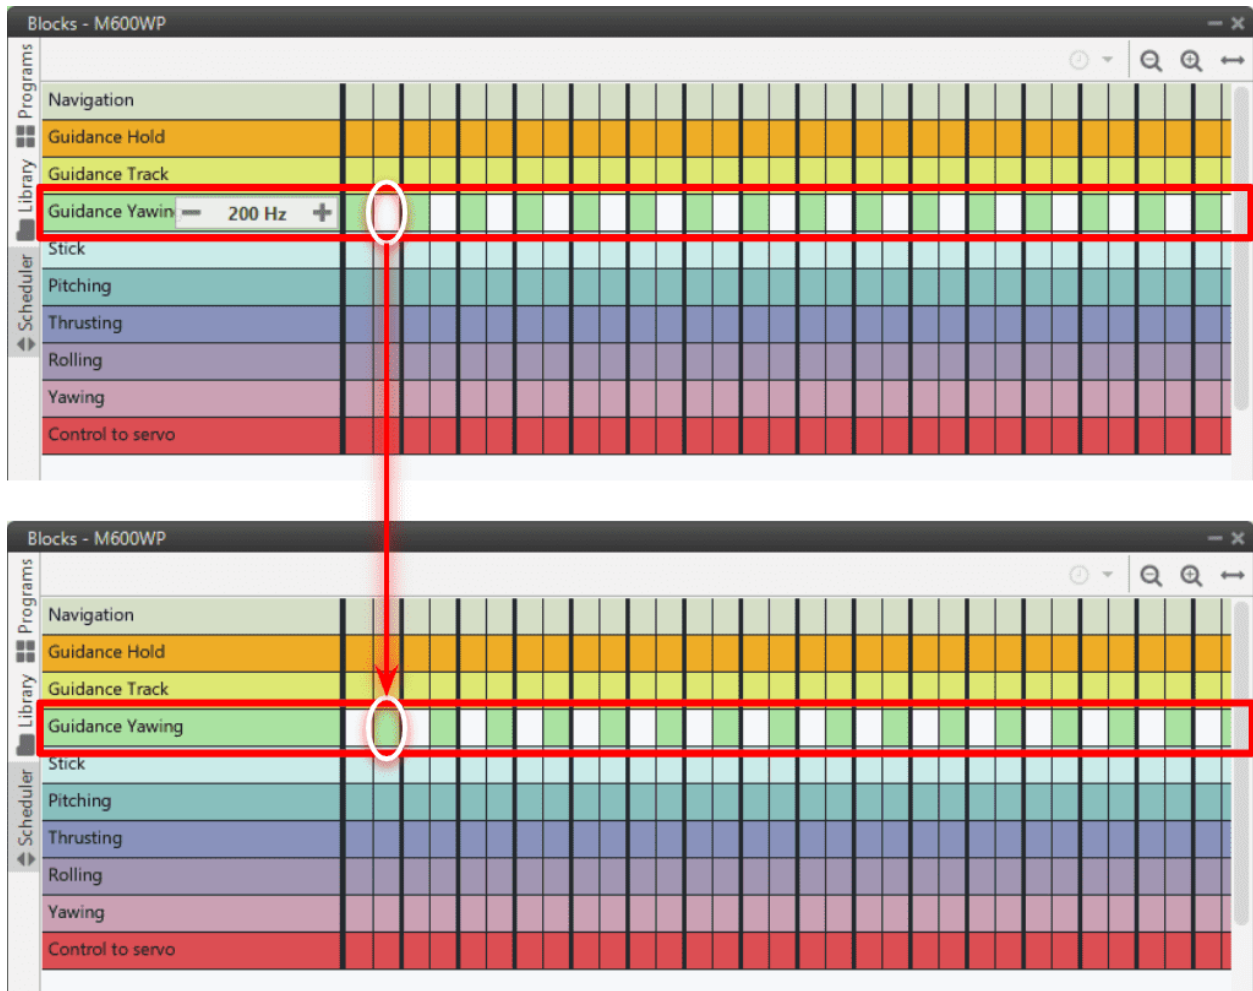 Blocks - M600WP
Programs
Library
Scheduler
Navigation
Guidance Hold
Guidance Track
Guidance Yawin
200 Hz
Stick
Pitching
Thrusting
Rolling
Yawing
Control to servo
Blocks - M600WP
Programs
Library
Scheduler
Navigation
Guidance Hold
Guidance Track
Guidance Yawing
Stick
Pitching
Thrusting
Rolling
Yawing
Control to servo